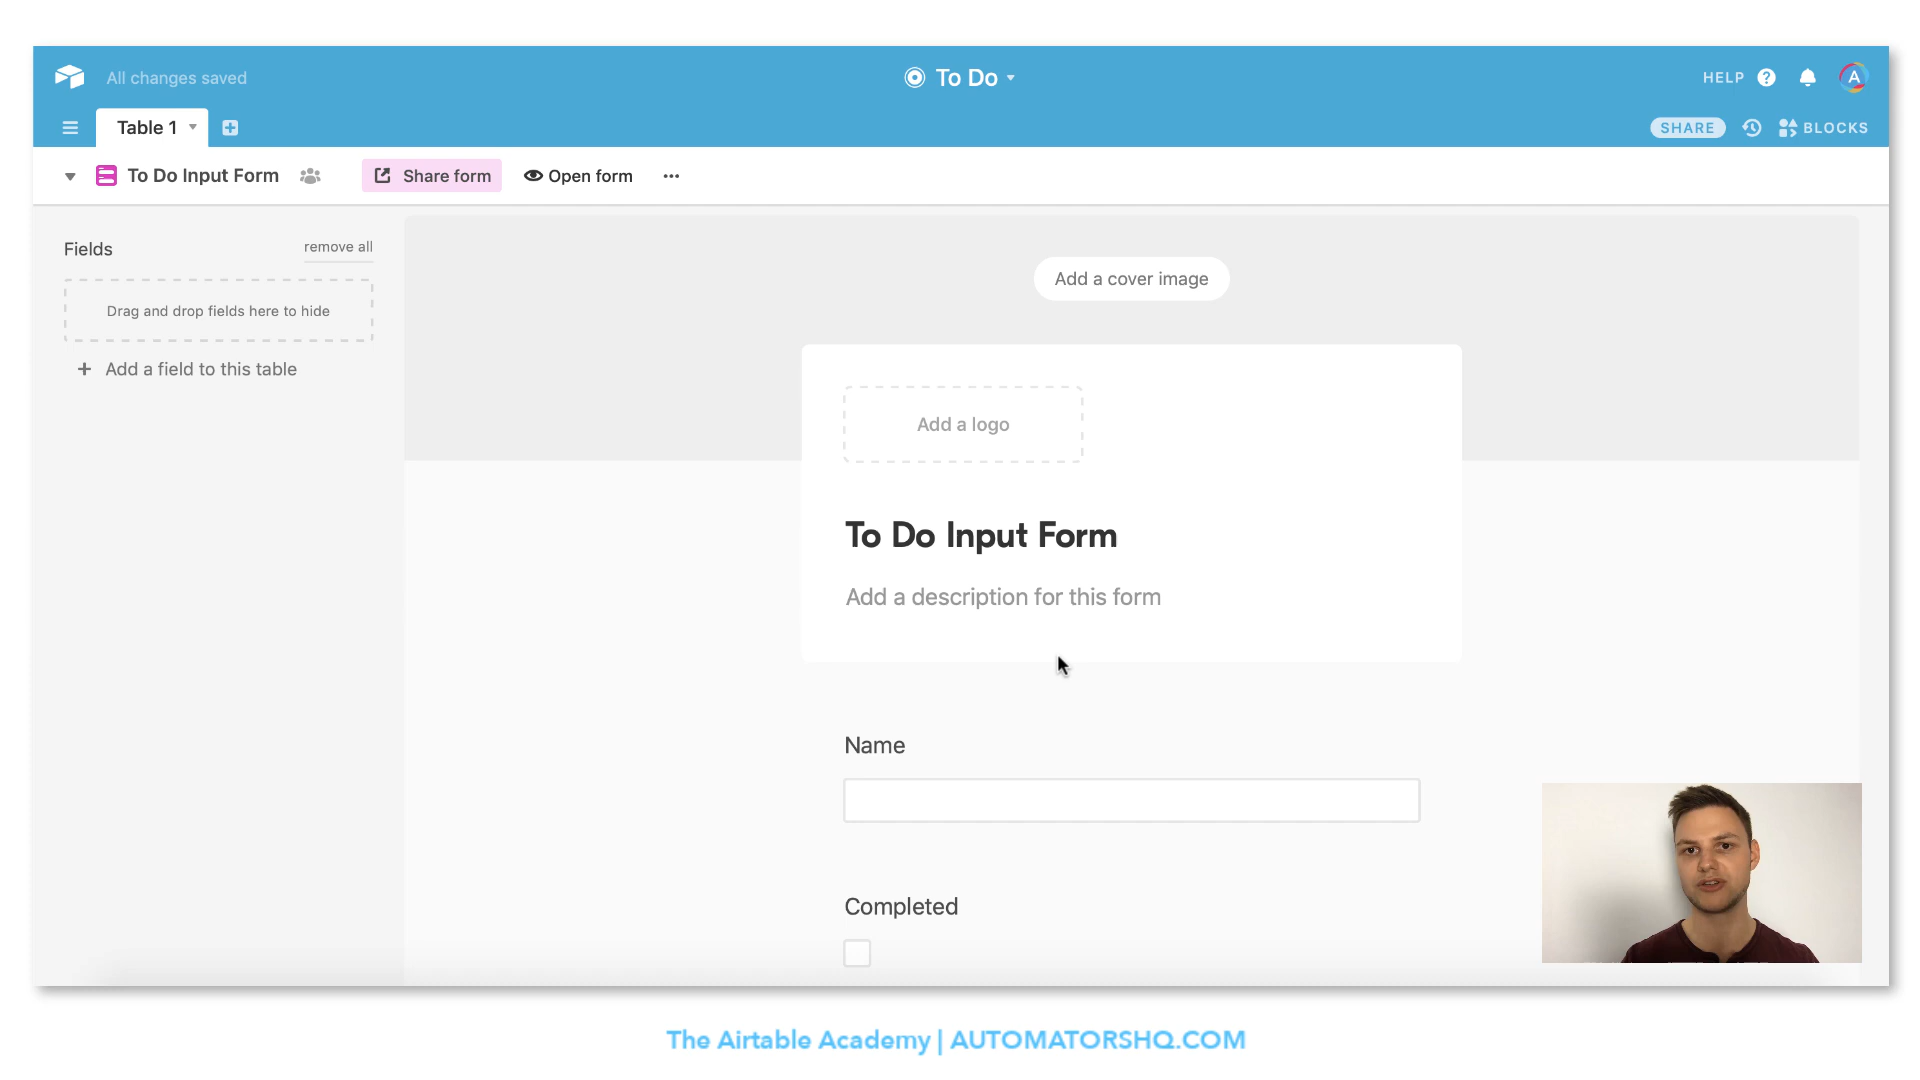 All changes saved
To Do
HELP
A
Table 1
SHARE
BLOCKS
To Do Input Form
Share form
Open form
Fields
remove all
Drag and drop fields here to hide
Add a field to this table
Add a cover image
Add a logo
To Do Input Form
Add a description for this form
Name
Completed
The Airtable Academy | AUTOMATORSHQ.COM